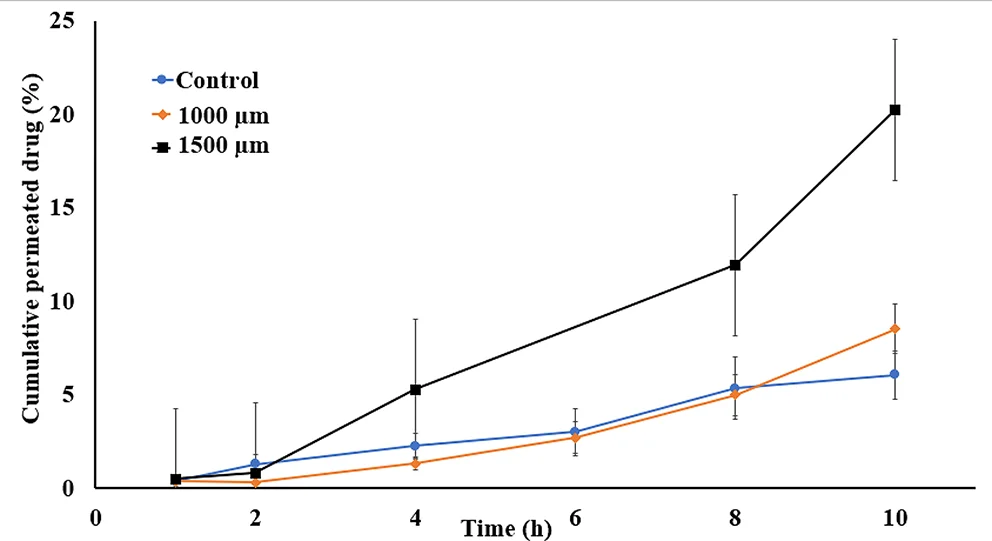 Cumulative permeated drug (%)
25
20
15
10
5
0
Control
1000 μm
1500 μm
0 2 4 6 8 10
Time (h)